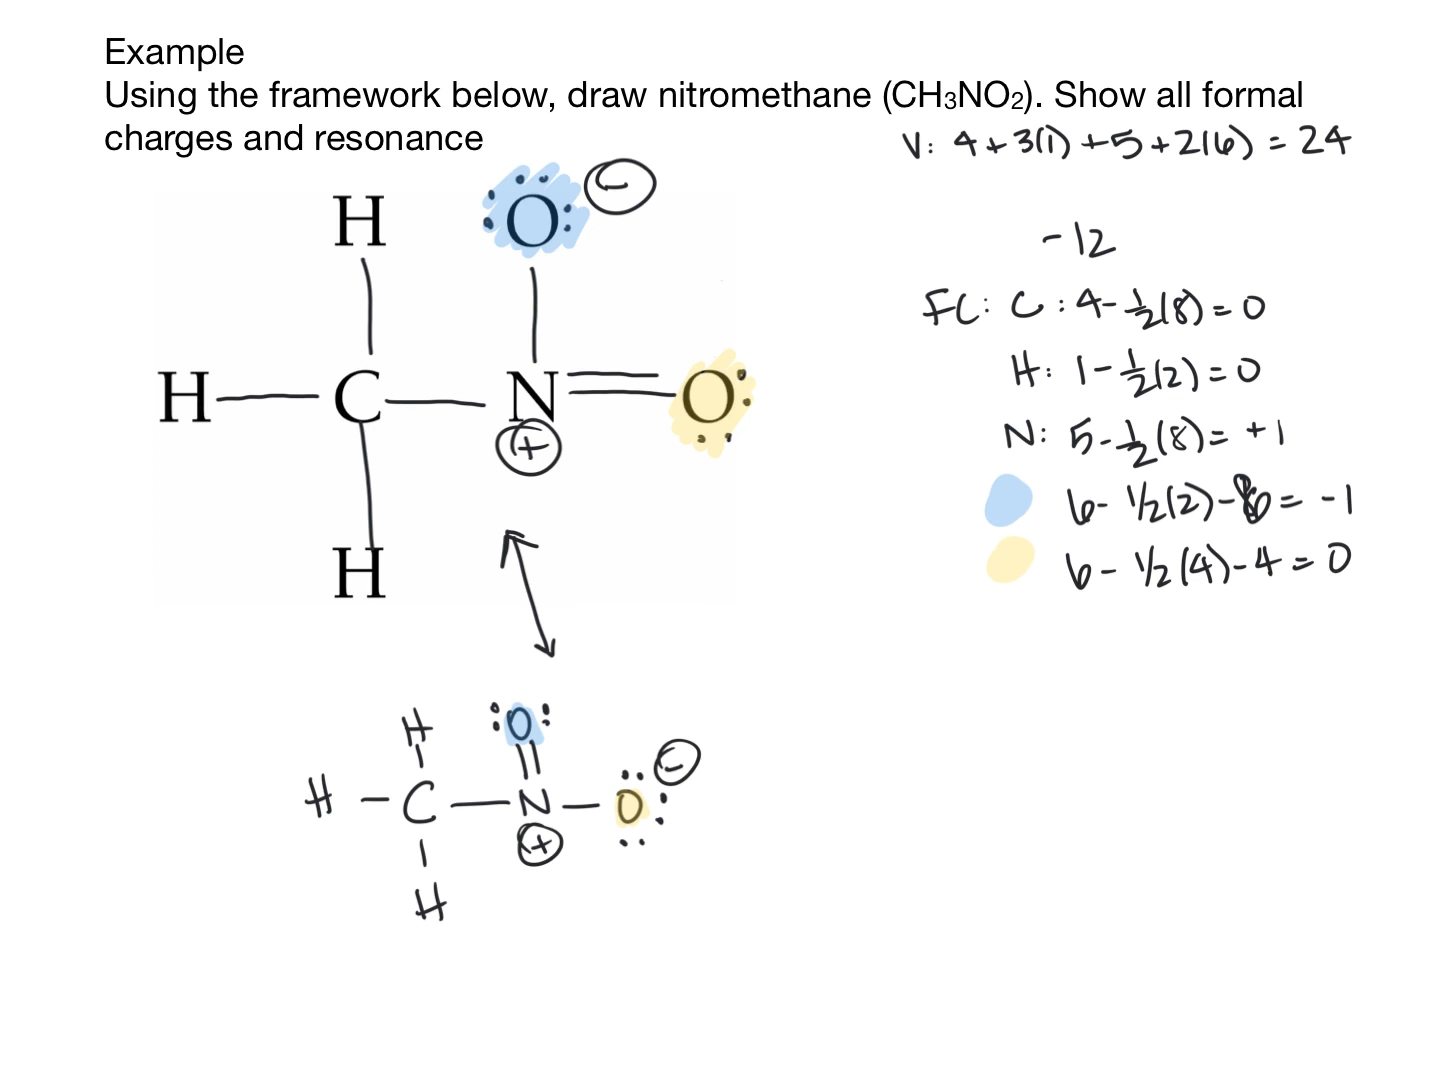 Example
Using the framework below, draw nitromethane (CH₃NO₂). Show all formal
charges and resonance
V: 4+3(1)+5+2(6) = 24
H :O: −
-12
FC: C: 4-½(8) = 0
H: 1-½(2) = 0
H—C—N=O:
+
N: 5-½(8) = +1
6- 1/2(2)-6 = -1
6- 1/2(4)-4 = 0
H
H :O: −
H - C — N - O:
+
H